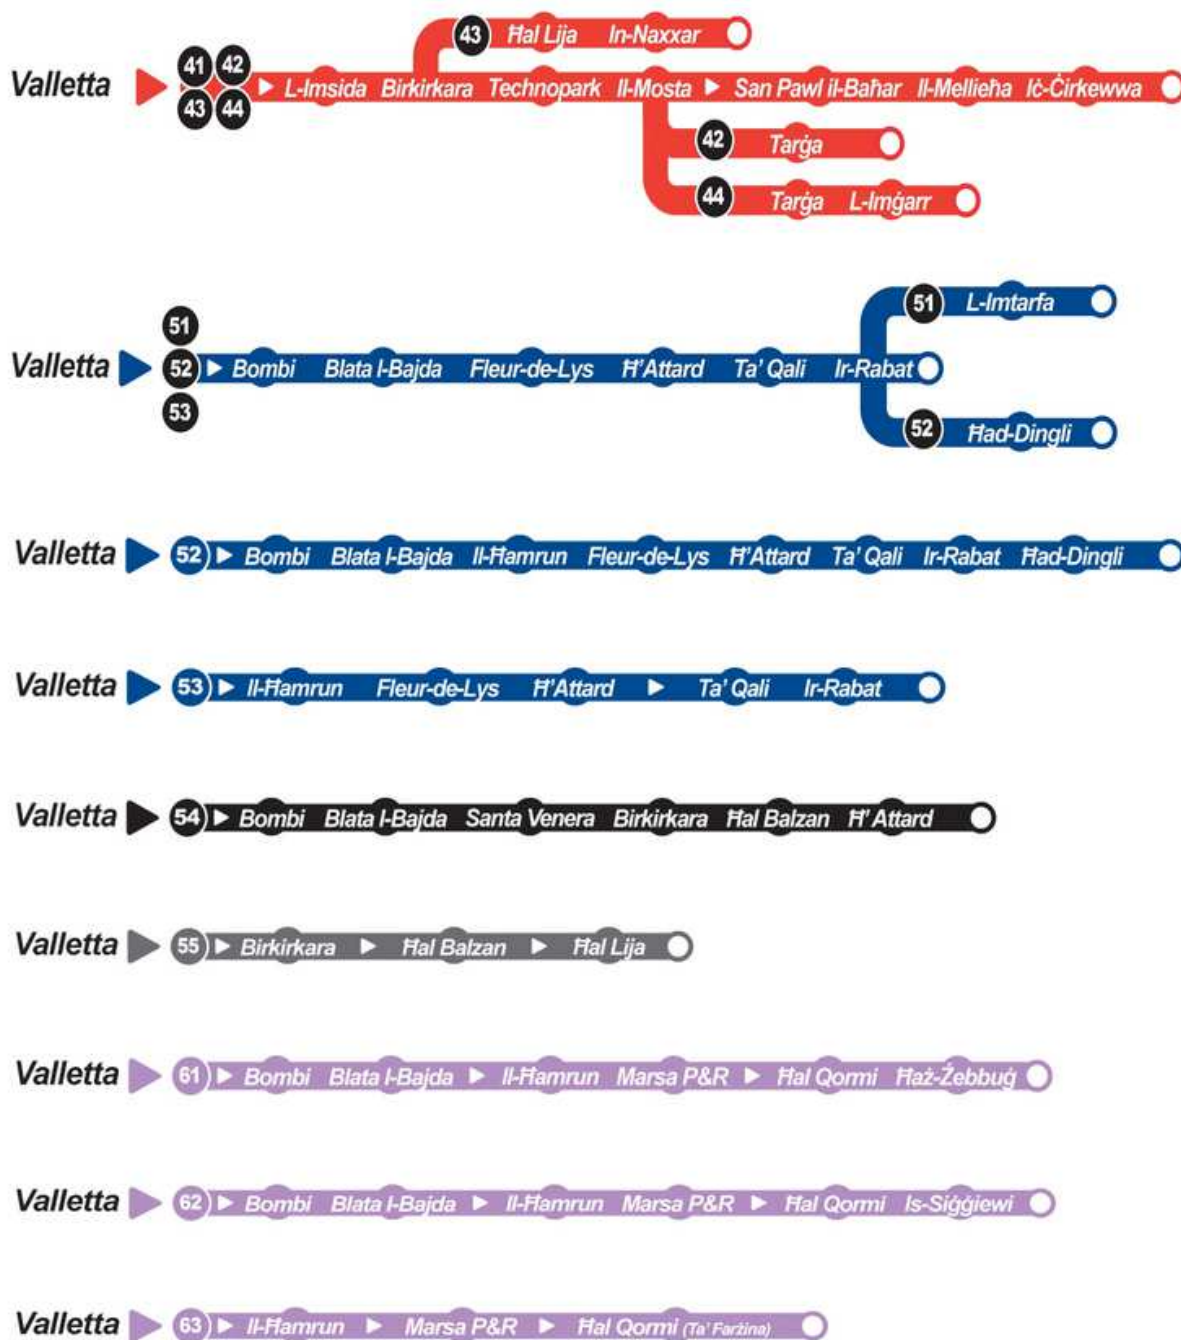 43 Ħal Lija In-Naxxar
41 42
Valletta L-Imsida Birkirkara Technopark Il-Mosta San Pawl il-Baħar Il-Mellieħa Iċ-Ċirkewwa
43 44
42 Tarġa
44 Tarġa L-Imġarr
51 L-Imtarfa
51
Valletta 52 Bombi Blata l-Bajda Fleur-de-Lys Ħ'Attard Ta' Qali Ir-Rabat
53
52 Ħad-Dingli
Valletta 52 Bombi Blata l-Bajda Il-Ħamrun Fleur-de-Lys Ħ'Attard Ta' Qali Ir-Rabat Ħad-Dingli
Valletta 53 Il-Ħamrun Fleur-de-Lys Ħ'Attard Ta' Qali Ir-Rabat
Valletta 54 Bombi Blata l-Bajda Santa Venera Birkirkara Ħal Balzan Ħ' Attard
Valletta 55 Birkirkara Ħal Balzan Ħal Lija
Valletta 61 Bombi Blata l-Bajda Il-Ħamrun Marsa P&R Ħal Qormi Ħaż-Żebbuġ
Valletta 62 Bombi Blata l-Bajda Il-Ħamrun Marsa P&R Ħal Qormi Is-Siġġiewi
Valletta 63 Il-Ħamrun Marsa P&R Ħal Qormi (Ta' Farżina)